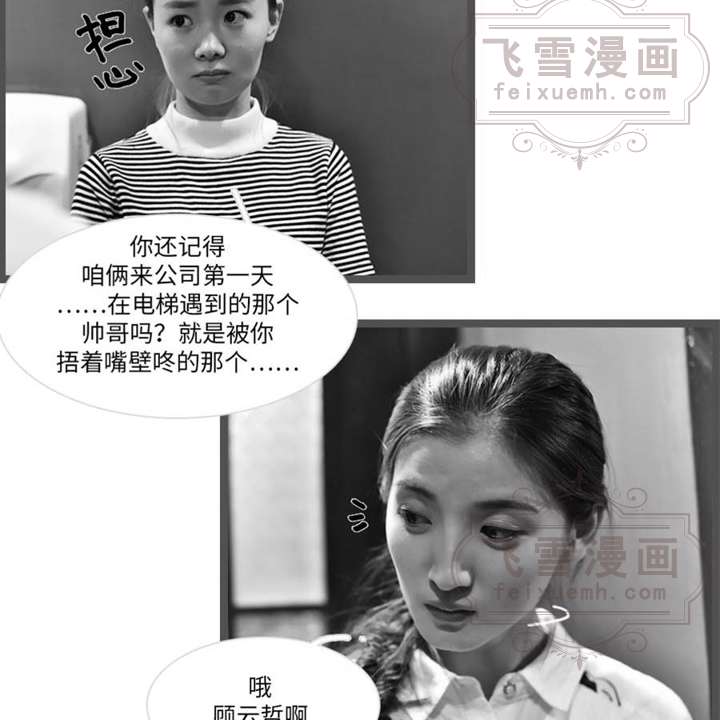 担心
飞雪漫画
feixuemh.com
你还记得
咱俩来公司第一天
……在电梯遇到的那个
帅哥吗？就是被你
捂着嘴壁咚的那个……
飞雪漫画
feixuemh.com
哦
顾云哲啊